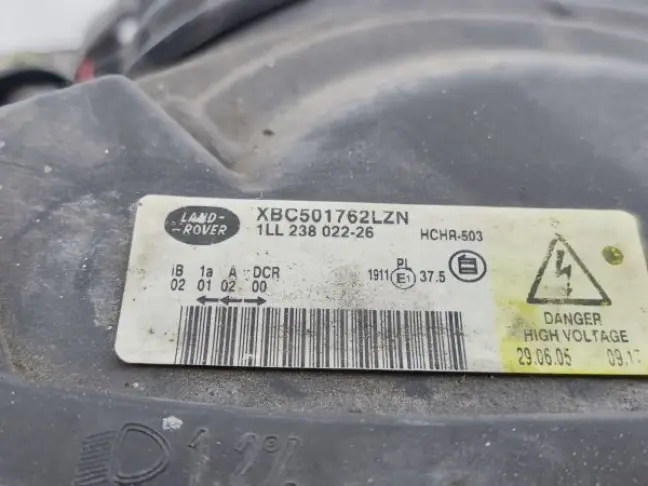 LAND-
ROVER
XBC501762LZN
1LL 238 022-26
HCHR-503
IB 1a A DCR
02 01 02 00
PL
1911 E1 37.5
DANGER
HIGH VOLTAGE
29.06.05